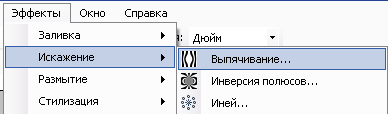 Эффекты Окно Справка
Заливка
Дюйм
Искажение
Выпячивание...
Размытие
Инверсия полюсов...
Стилизация
Иней...